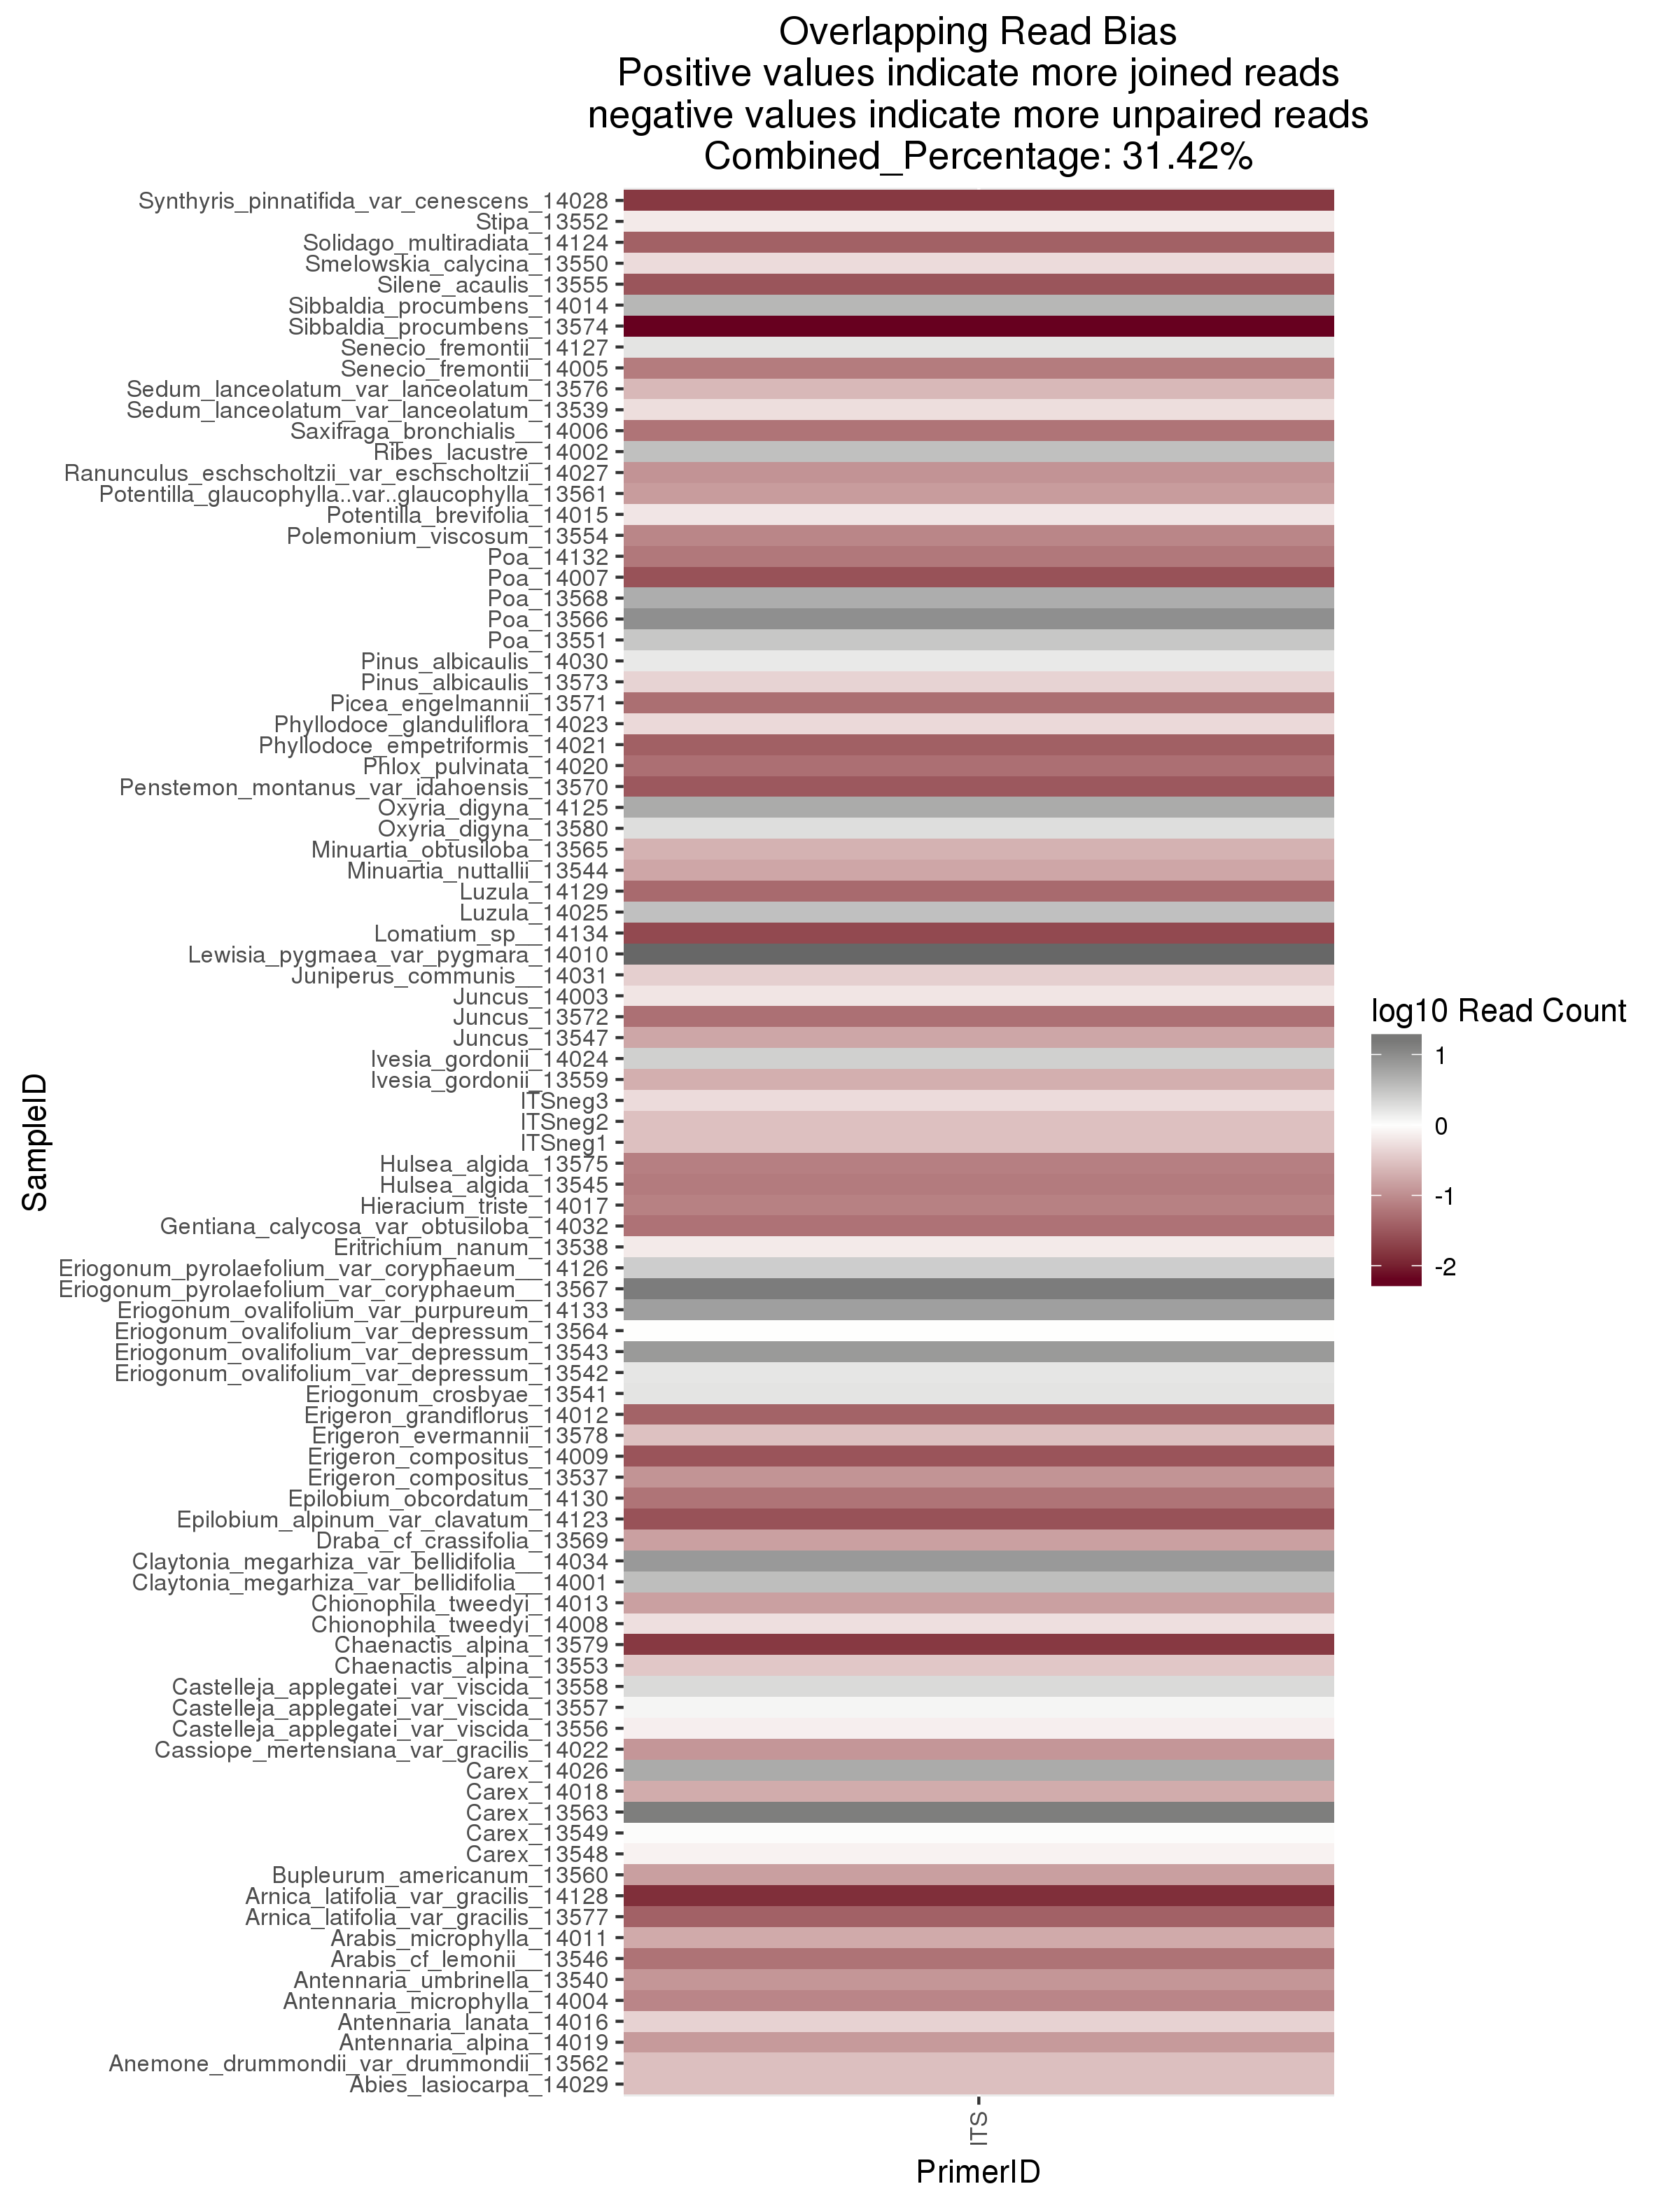 Overlapping Read Bias
Positive values indicate more joined reads
negative values indicate more unpaired reads
Combined_Percentage: 31.42%
Synthyris_pinnatifida_var_cenescens_14028
Stipa_13552
Solidago_multiradiata_14124
Smelowskia_calycina_13550
Silene_acaulis_13555
Sibbaldia_procumbens_14014
Sibbaldia_procumbens_13574
Senecio_fremontii_14127
Senecio_fremontii_14005
Sedum_lanceolatum_var_lanceolatum_13576
Sedum_lanceolatum_var_lanceolatum_13539
Saxifraga_bronchialis__14006
Ribes_lacustre_14002
Ranunculus_eschscholtzii_var_eschscholtzii_14027
Potentilla_glaucophylla..var..glaucophylla_13561
Potentilla_brevifolia_14015
Polemonium_viscosum_13554
Poa_14132
Poa_14007
Poa_13568
Poa_13566
Poa_13551
Pinus_albicaulis_14030
Pinus_albicaulis_13573
Picea_engelmannii_13571
Phyllodoce_glanduliflora_14023
Phyllodoce_empetriformis_14021
Phlox_pulvinata_14020
Penstemon_montanus_var_idahoensis_13570
Oxyria_digyna_14125
Oxyria_digyna_13580
Minuartia_obtusiloba_13565
Minuartia_nuttallii_13544
Luzula_14129
Luzula_14025
Lomatium_sp__14134
Lewisia_pygmaea_var_pygmara_14010
Juniperus_communis__14031
Juncus_14003
Juncus_13572
Juncus_13547
Ivesia_gordonii_14024
Ivesia_gordonii_13559
ITSneg3
ITSneg2
ITSneg1
Hulsea_algida_13575
Hulsea_algida_13545
Hieracium_triste_14017
Gentiana_calycosa_var_obtusiloba_14032
Eritrichium_nanum_13538
Eriogonum_pyrolaefolium_var_coryphaeum__14126
Eriogonum_pyrolaefolium_var_coryphaeum__13567
Eriogonum_ovalifolium_var_purpureum_14133
Eriogonum_ovalifolium_var_depressum_13564
Eriogonum_ovalifolium_var_depressum_13543
Eriogonum_ovalifolium_var_depressum_13542
Eriogonum_crosbyae_13541
Erigeron_grandiflorus_14012
Erigeron_evermannii_13578
Erigeron_compositus_14009
Erigeron_compositus_13537
Epilobium_obcordatum_14130
Epilobium_alpinum_var_clavatum_14123
Draba_cf_crassifolia_13569
Claytonia_megarhiza_var_bellidifolia__14034
Claytonia_megarhiza_var_bellidifolia__14001
Chionophila_tweedyi_14013
Chionophila_tweedyi_14008
Chaenactis_alpina_13579
Chaenactis_alpina_13553
Castelleja_applegatei_var_viscida_13558
Castelleja_applegatei_var_viscida_13557
Castelleja_applegatei_var_viscida_13556
Cassiope_mertensiana_var_gracilis_14022
Carex_14026
Carex_14018
Carex_13563
Carex_13549
Carex_13548
Bupleurum_americanum_13560
Arnica_latifolia_var_gracilis_14128
Arnica_latifolia_var_gracilis_13577
Arabis_microphylla_14011
Arabis_cf_lemonii__13546
Antennaria_umbrinella_13540
Antennaria_microphylla_14004
Antennaria_lanata_14016
Antennaria_alpina_14019
Anemone_drummondii_var_drummondii_13562
Abies_lasiocarpa_14029
SampleID
ITS
PrimerID
log10 Read Count
1
0
-1
-2